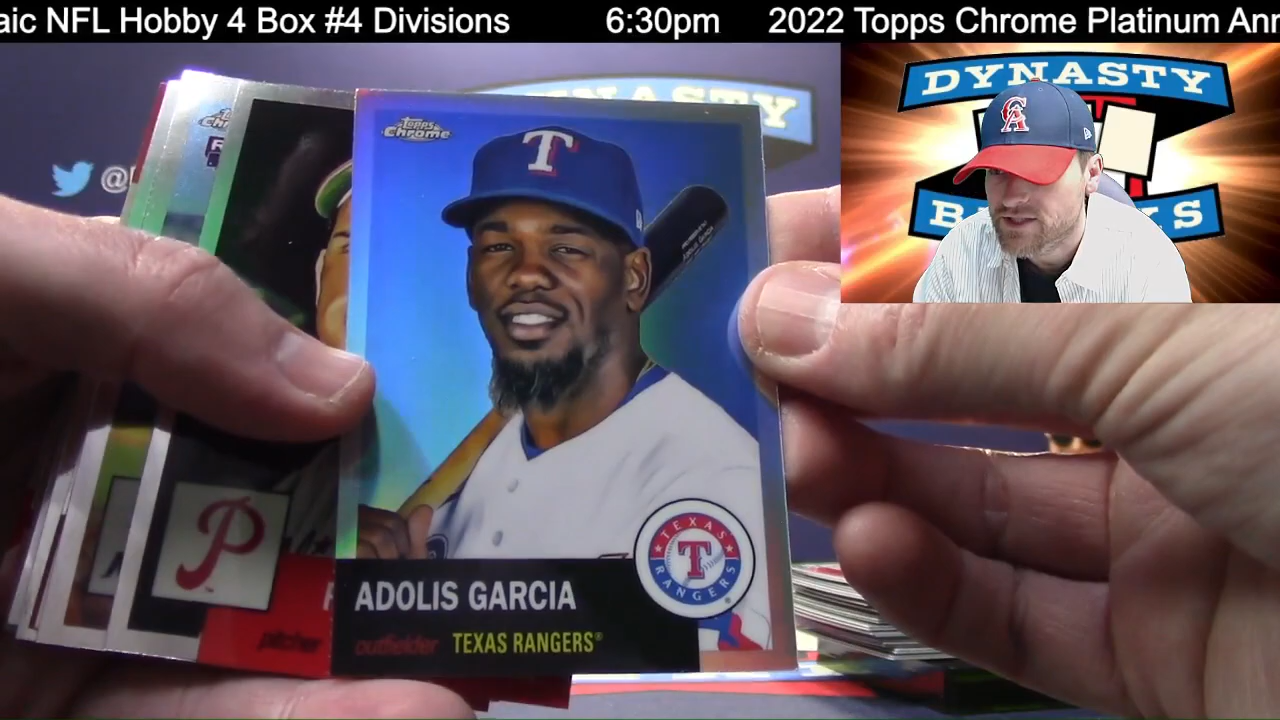 aic NFL Hobby 4 Box #4 Divisions 6:30pm 2022 Topps Chrome Platinum Ann
DYNASTY
Topps
Chrome
T
A
P
ADOLIS GARCIA
outfielder TEXAS RANGERS®
TEXAS
T
RANGERS
pitcher
@